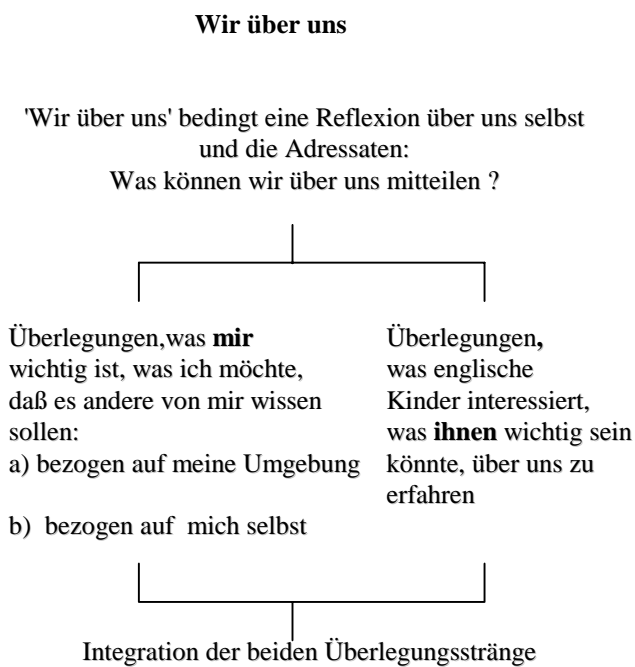 Wir über uns
'Wir über uns' bedingt eine Reflexion über uns selbst
und die Adressaten:
Was können wir über uns mitteilen ?
Überlegungen,was mir
wichtig ist, was ich möchte,
daß es andere von mir wissen
sollen:
a) bezogen auf meine Umgebung
b) bezogen auf mich selbst
Überlegungen,
was englische
Kinder interessiert,
was ihnen wichtig sein
könnte, über uns zu
erfahren
Integration der beiden Überlegungsstränge